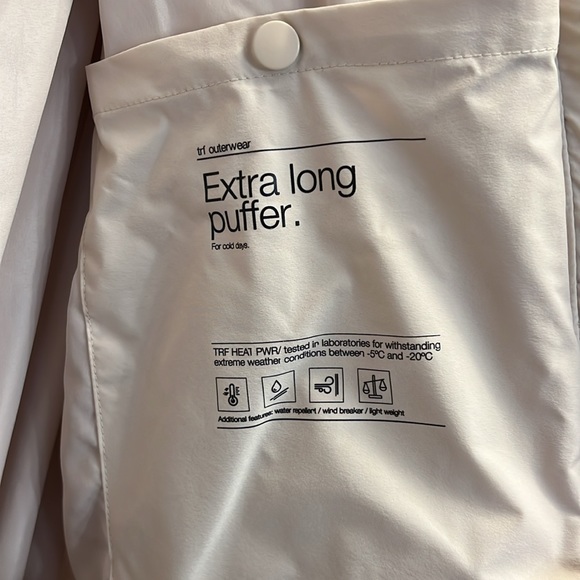 trf outerwear
Extra long
puffer.
For cold days.
TRF HEAT PWR/ tested in laboratories for withstanding
extreme weather conditions between -5ºC and -20ºC
Additional features: water repellent / wind breaker / light weight